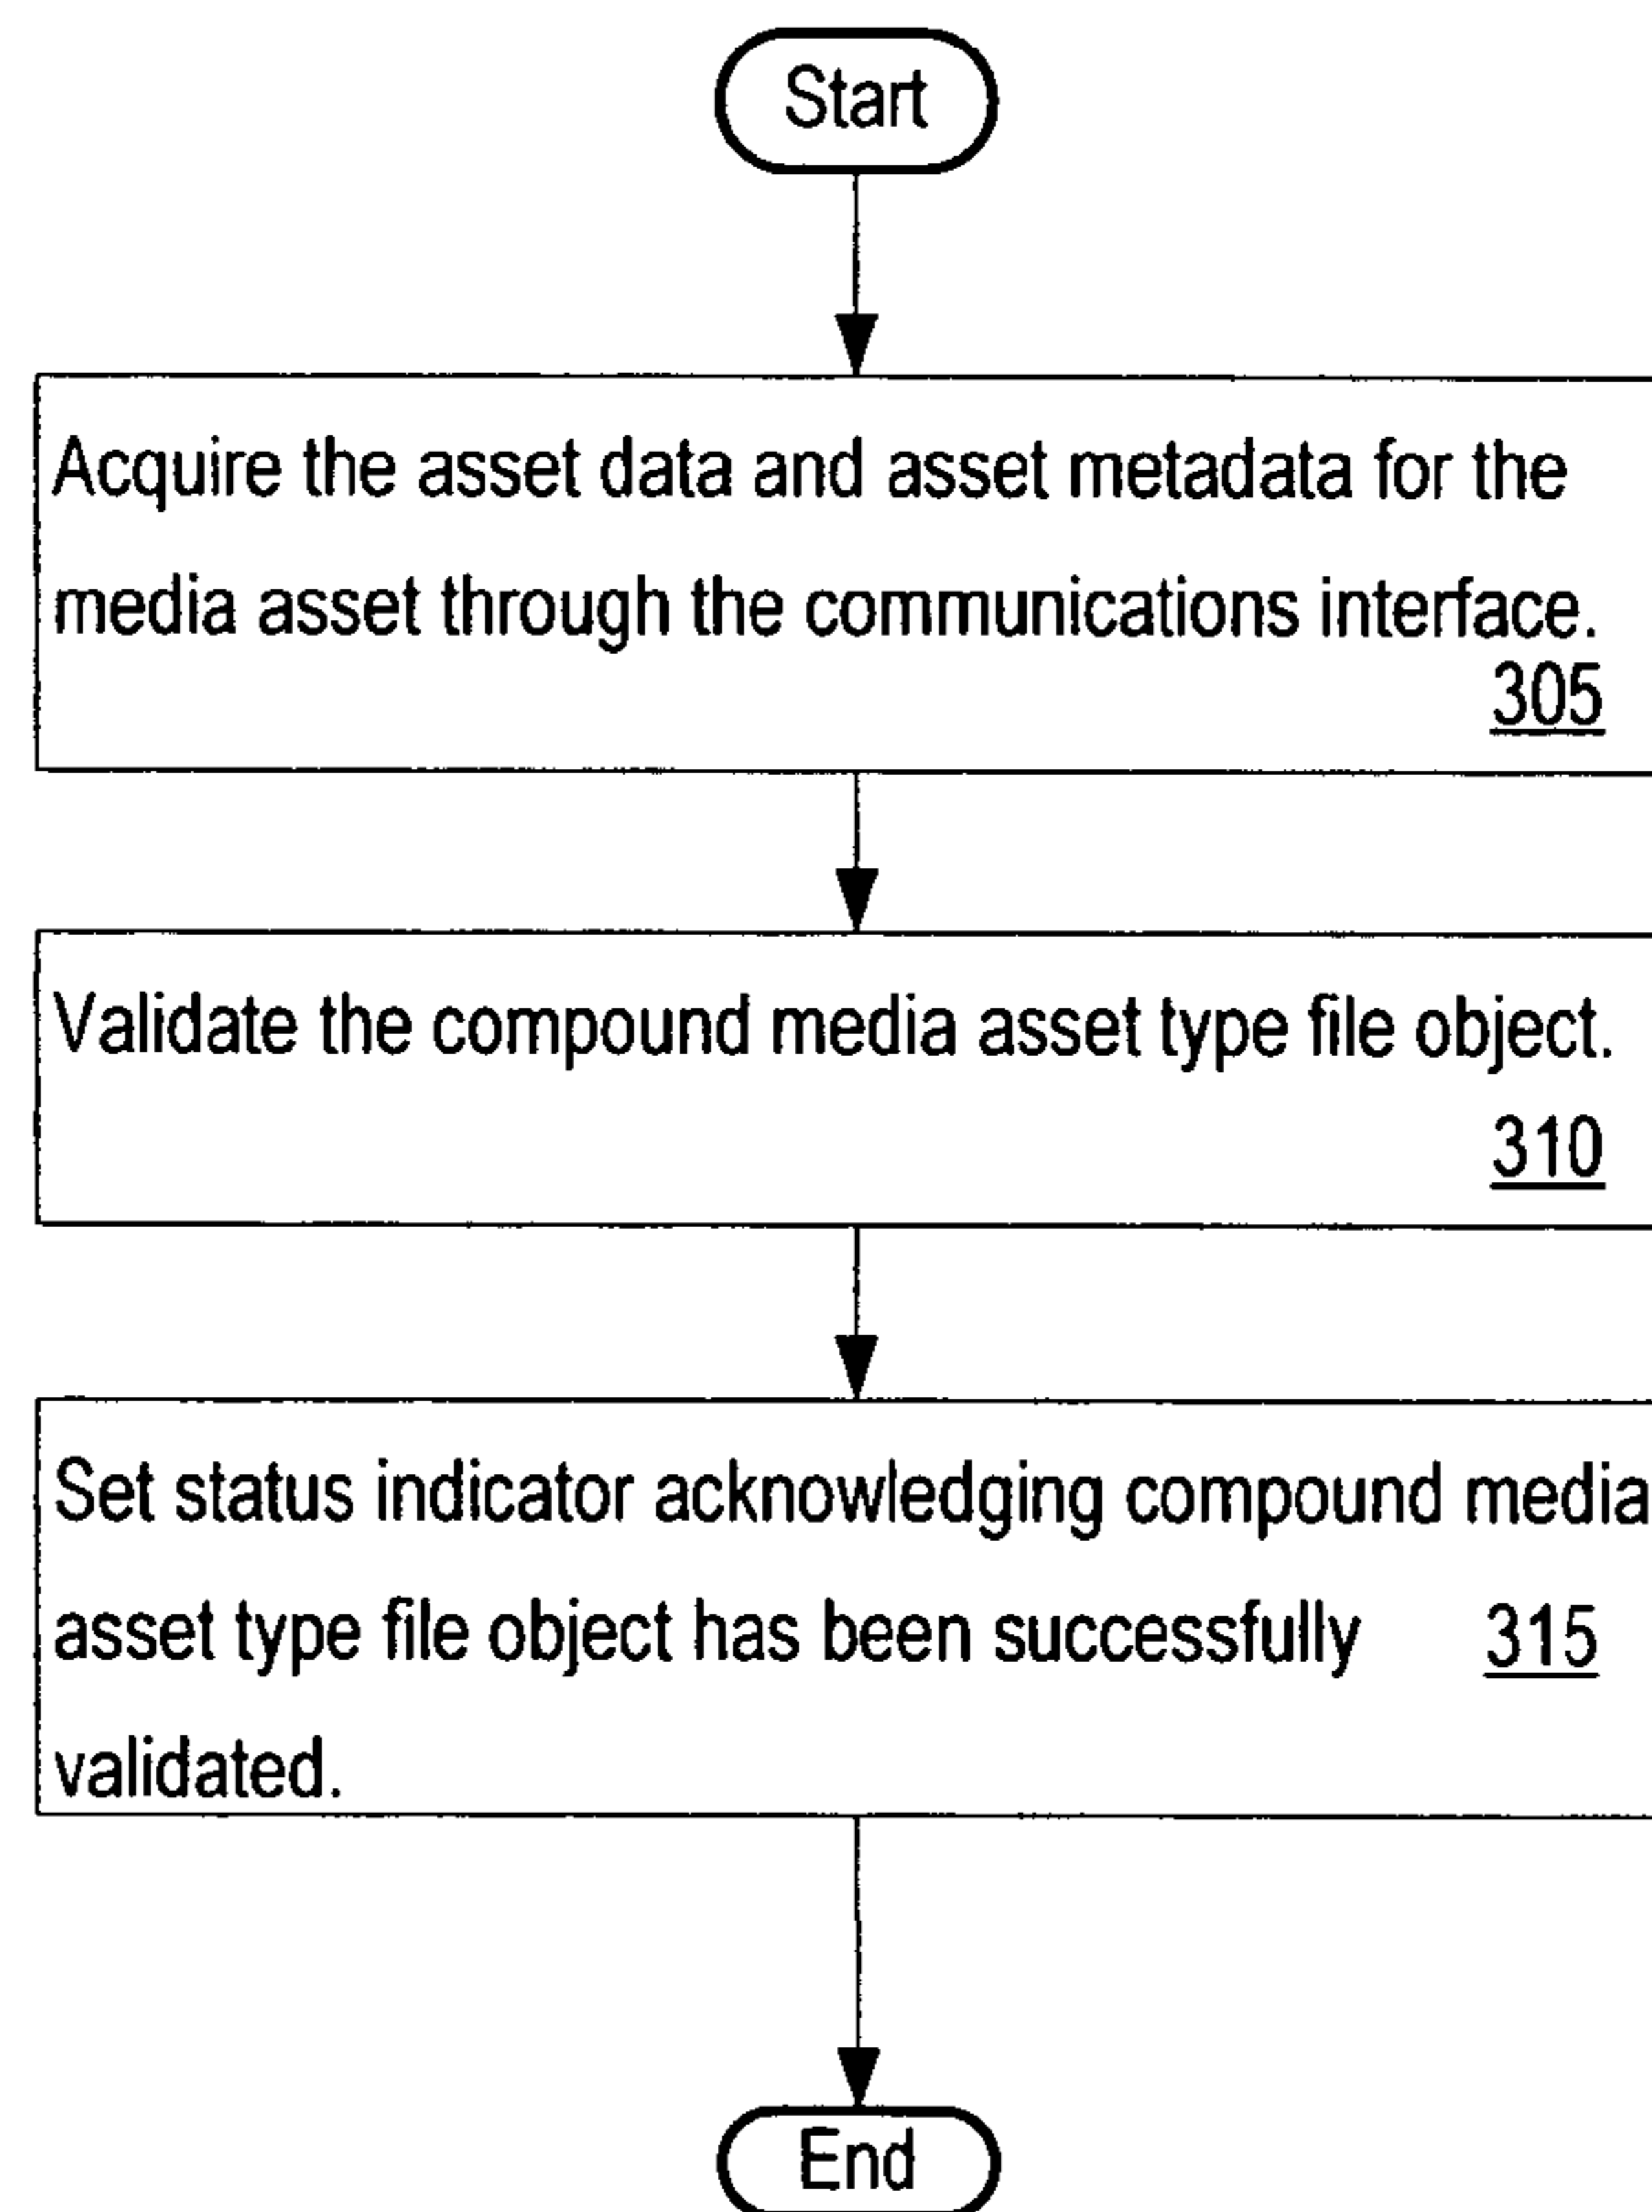 Start
Acquire the asset data and asset metadata for the
media asset through the communications interface.
305
Validate the compound media asset type file object.
310
Set status indicator acknowledging compound media
asset type file object has been successfully 315
validated.
End